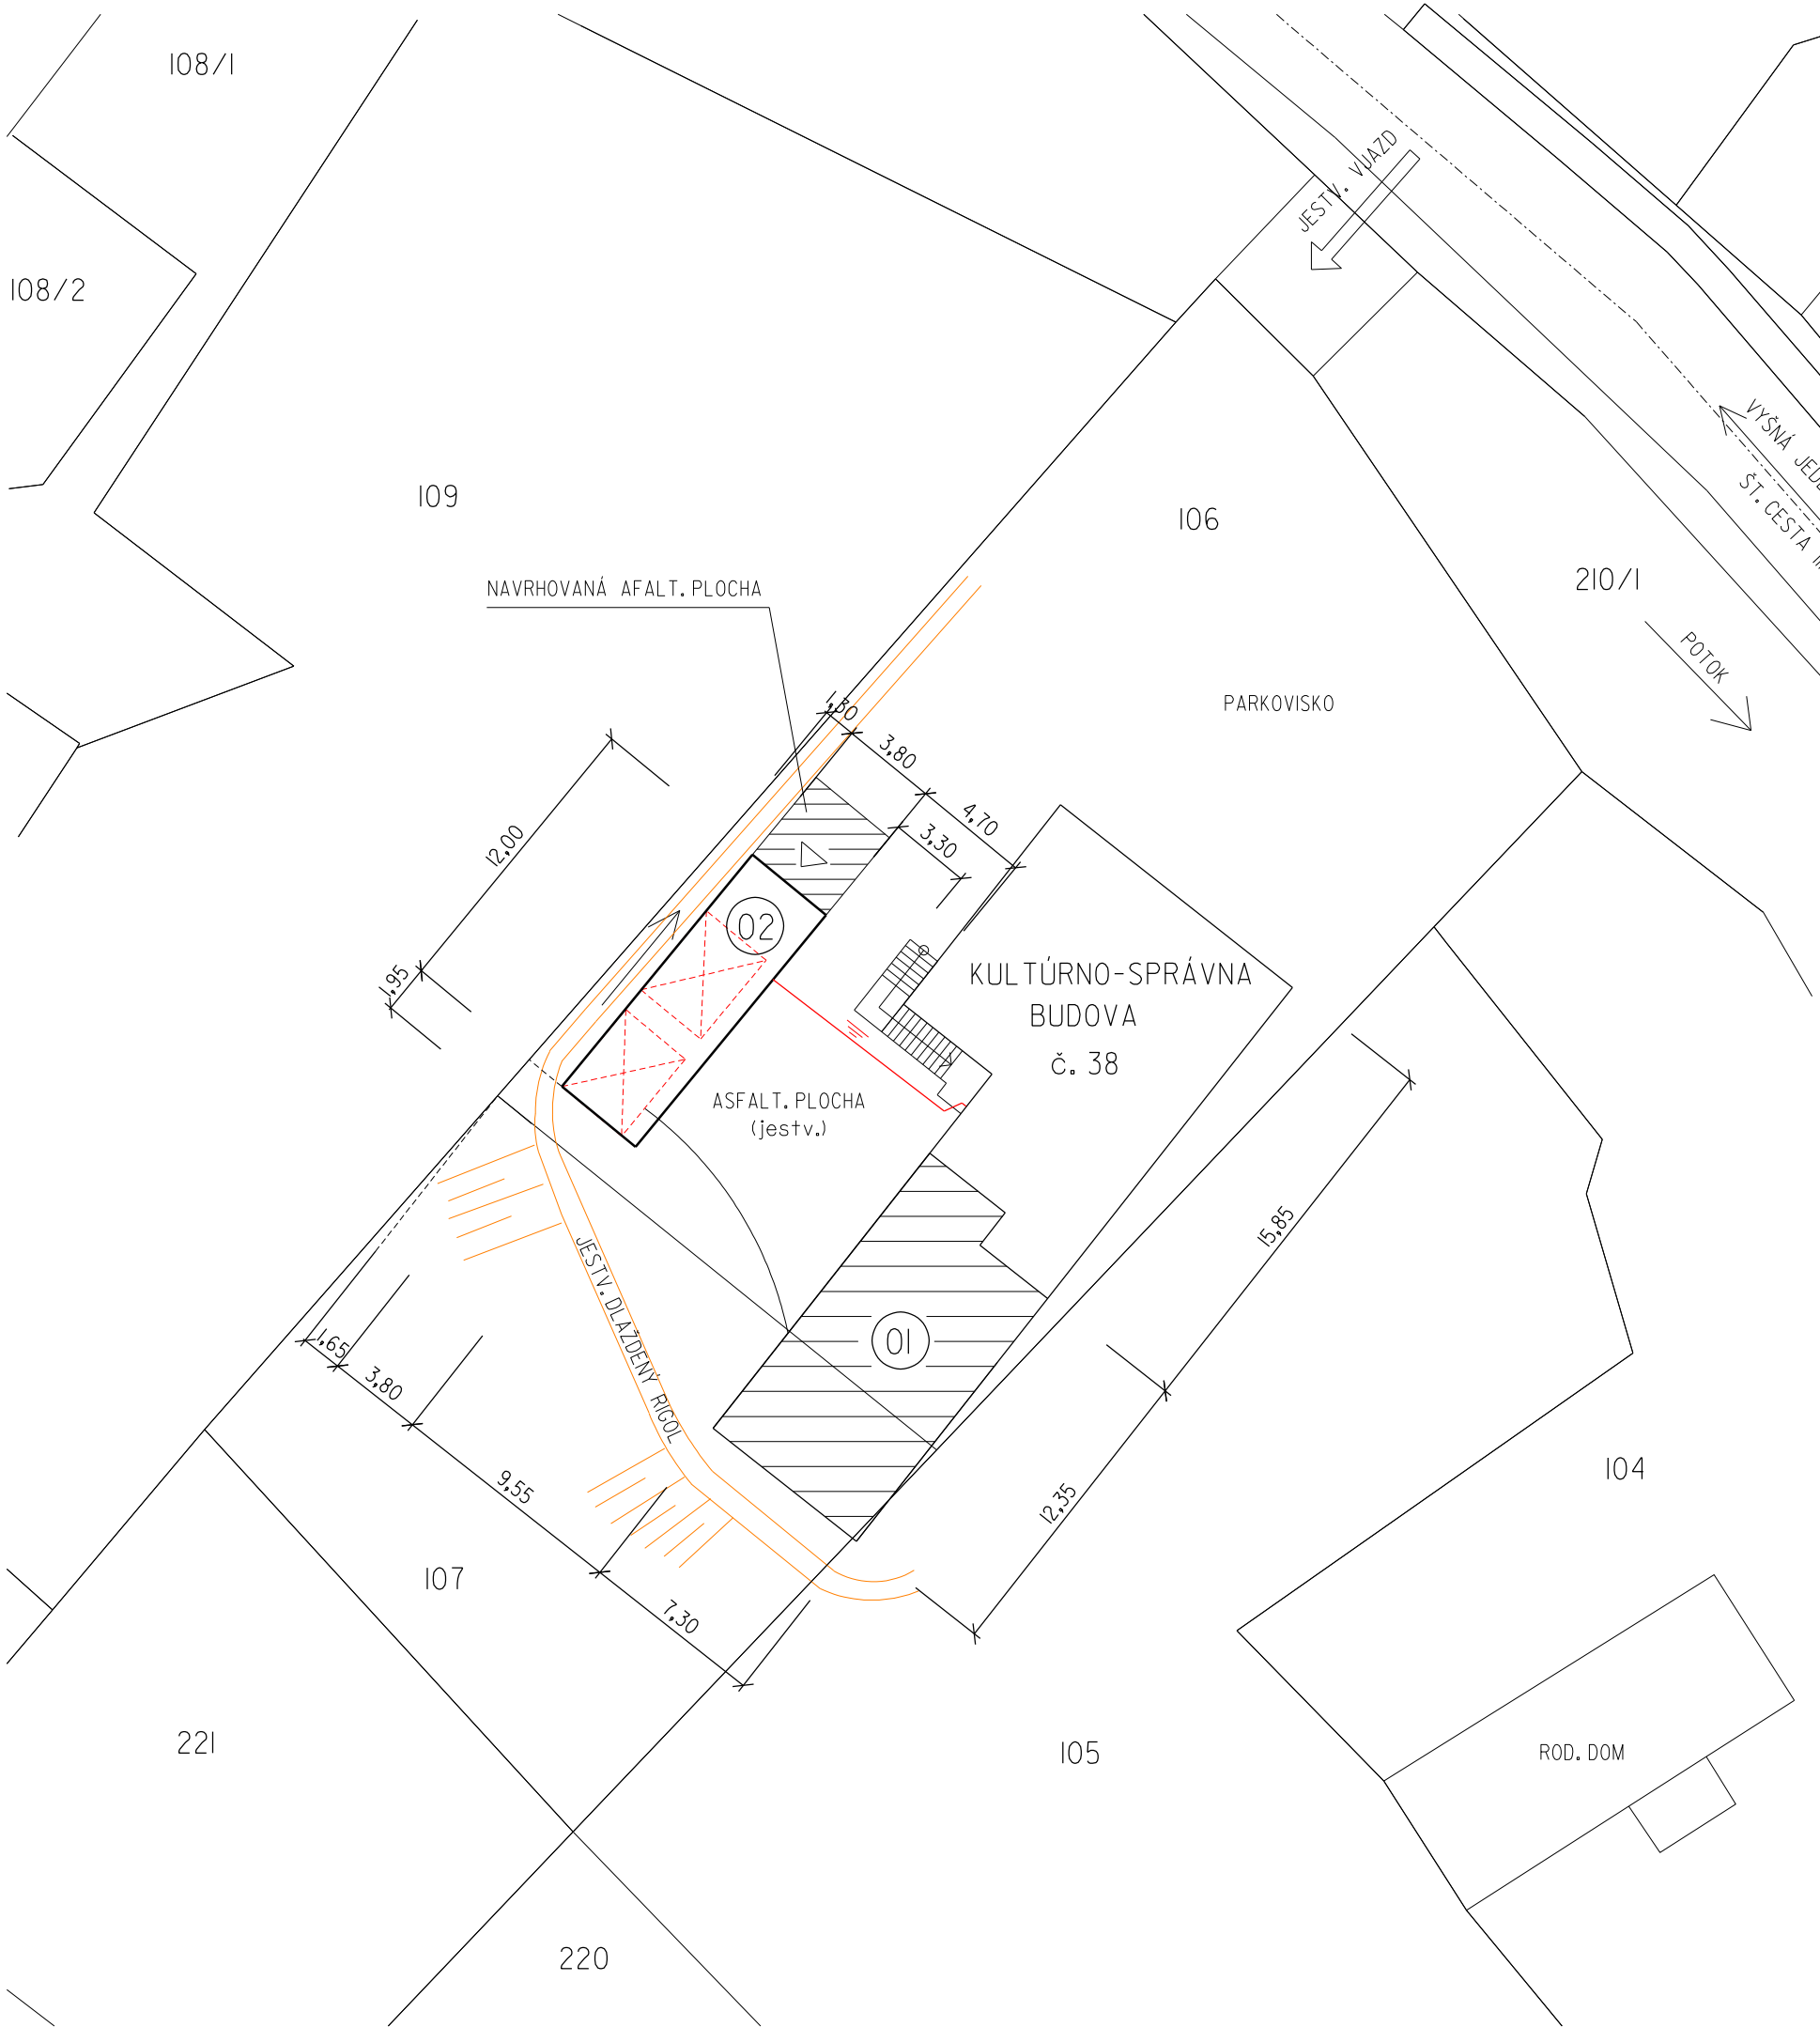 108/1
JESTV. VJAZD
108/2
VYŠNÁ
ŠT. CESTA
109
106
210/1
NAVRHOVANÁ AFALT. PLOCHA
POTOK
PARKOVISKO
1,30
3,80
4,70
3,30
12,00
02
1,95
KULTÚRNO-SPRÁVNA
BUDOVA
č. 38
ASFALT. PLOCHA
(jestv.)
15,85
JESTV. DLAŽDENÝ RIGOL
01
1,65
3,80
9,55
12,35
7,30
104
107
221
105
ROD. DOM
220